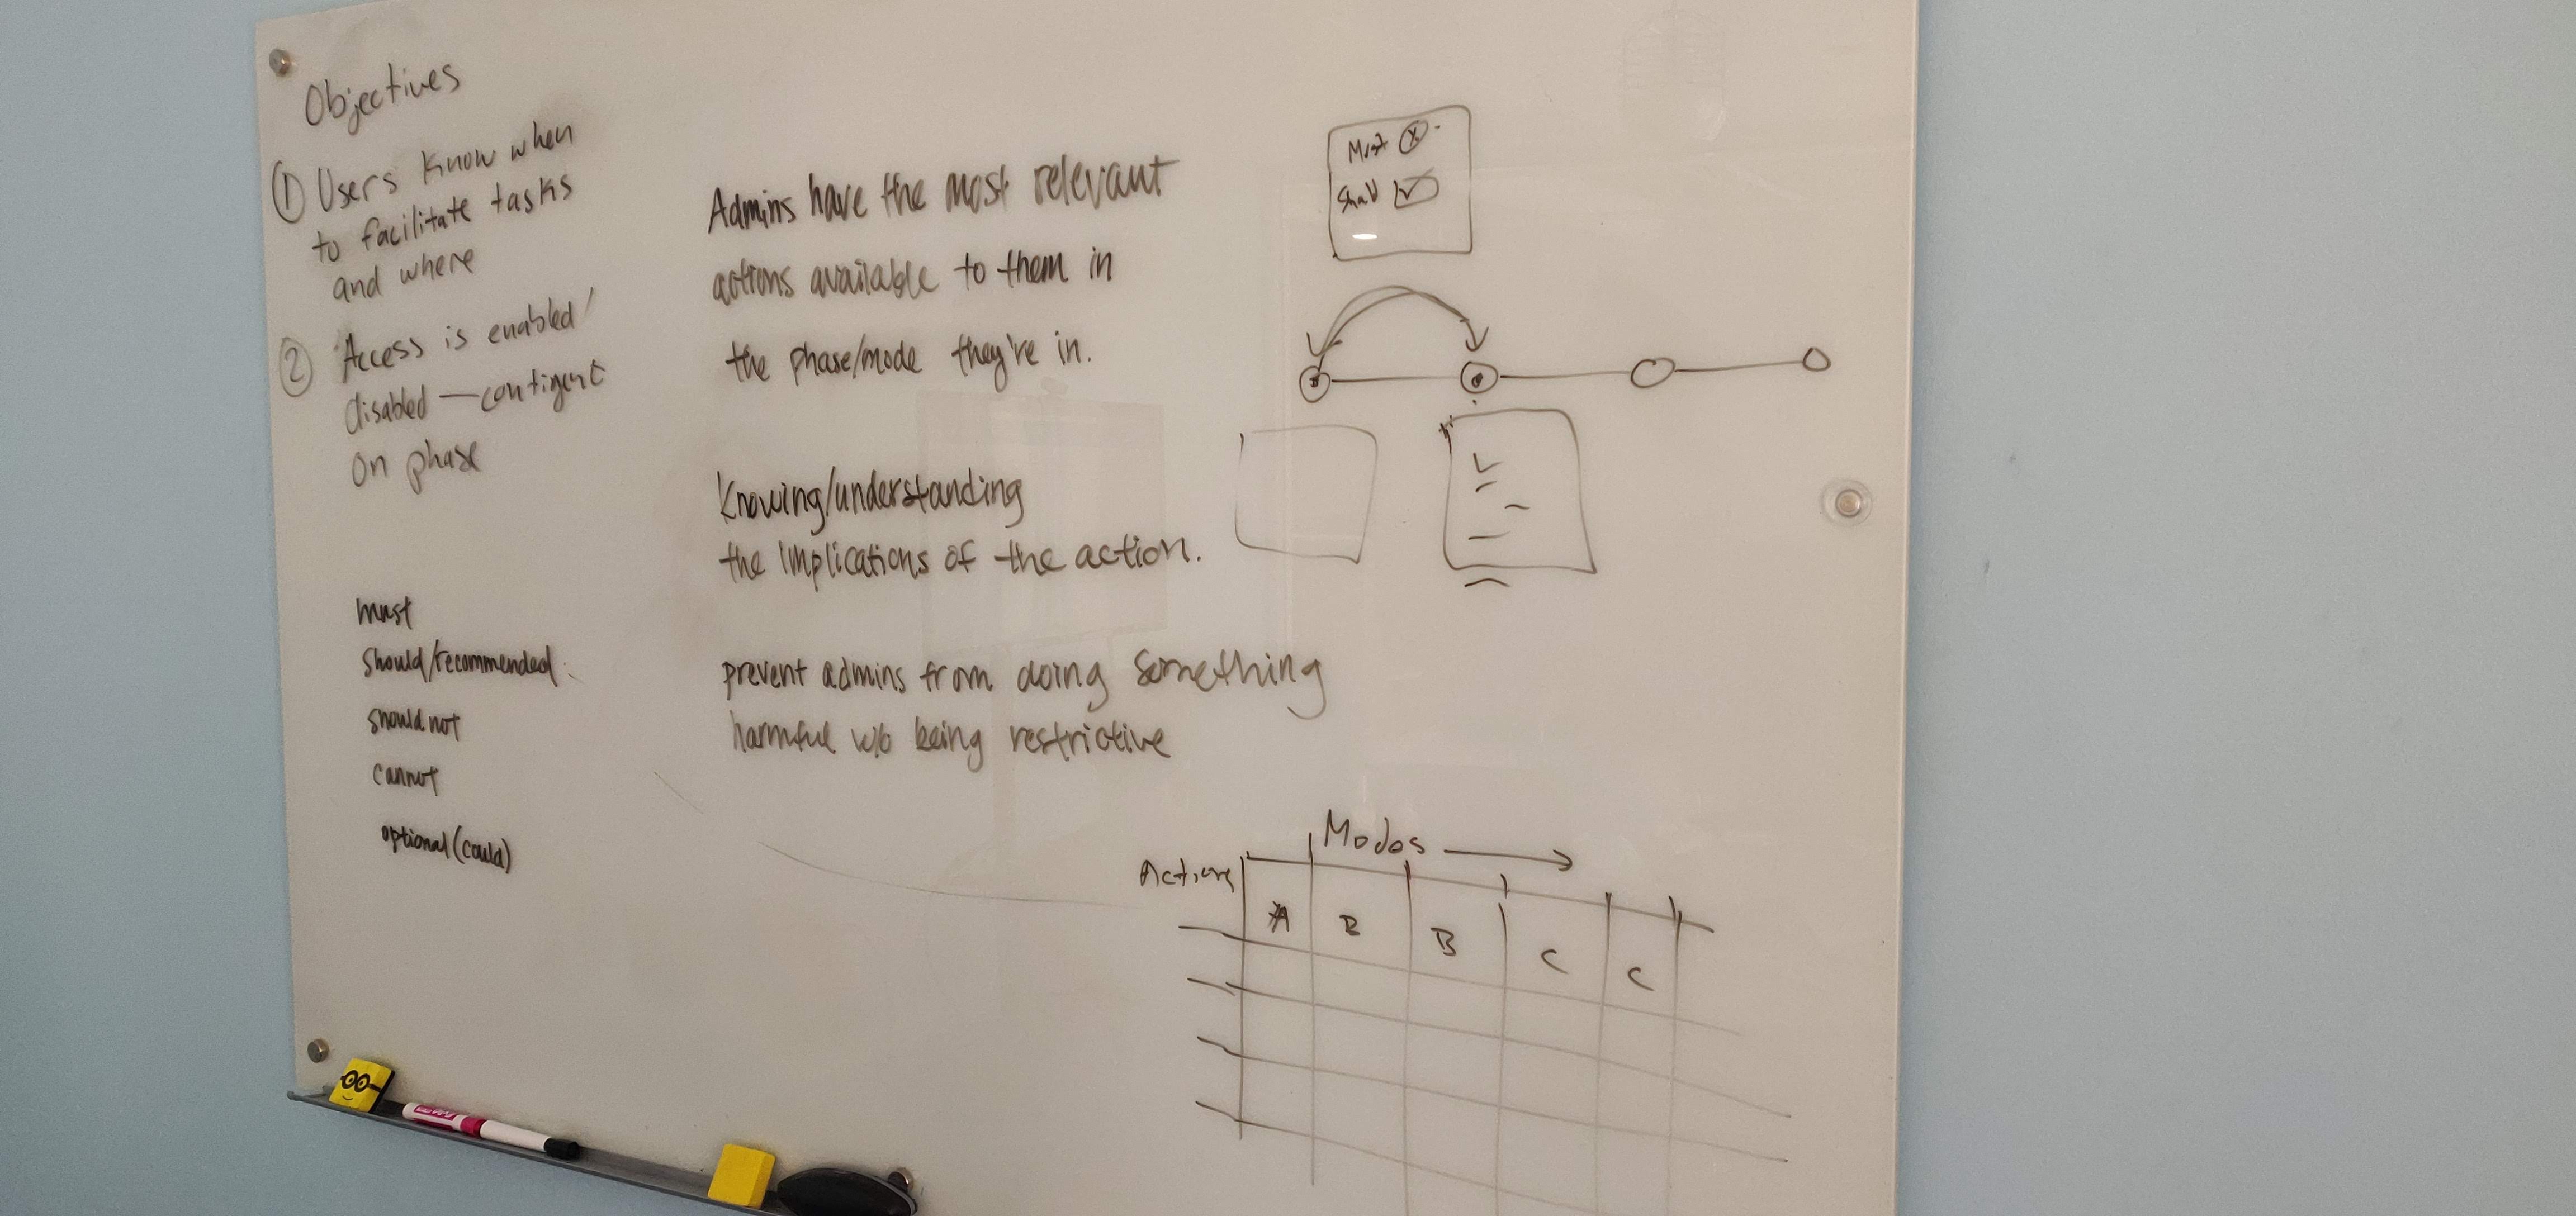 Objectives
① Users know when
to facilitate tasks
and where
② Access is enabled/
disabled — contigent
on phase
must
should/recommended
should not
cannot
optional (could)
Admins have the most relevant
actions available to them in
the phase/mode they're in.
Knowing/understanding
the implications of the action.
prevent admins from doing something
harmful w/o being restrictive
Must
Modes
Actions
A B B C C